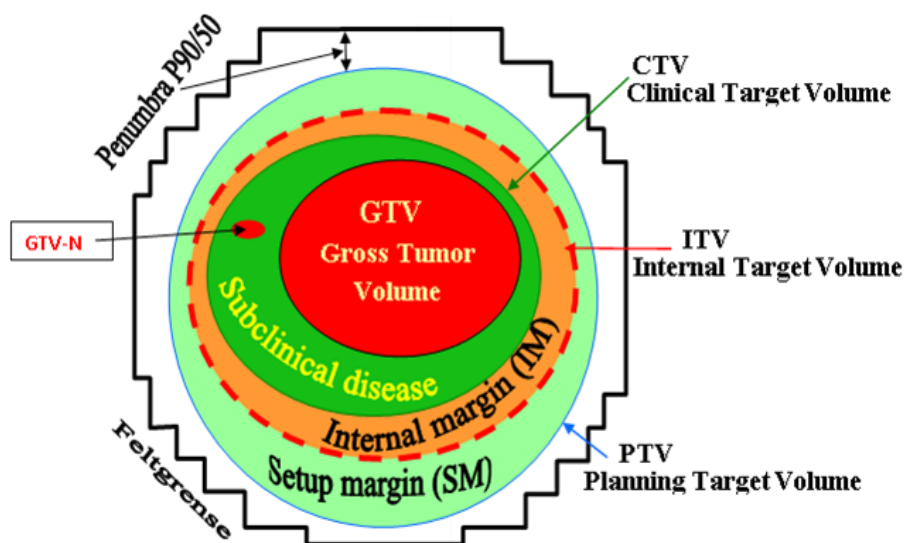 Penumbra P90/50
CTV
Clinical Target Volume
GTV-N
GTV
Gross Tumor
Volume
ITV
Internal Target Volume
Subclinical disease
Internal margin (IM)
Setup margin (SM)
Feltgrense
PTV
Planning Target Volume